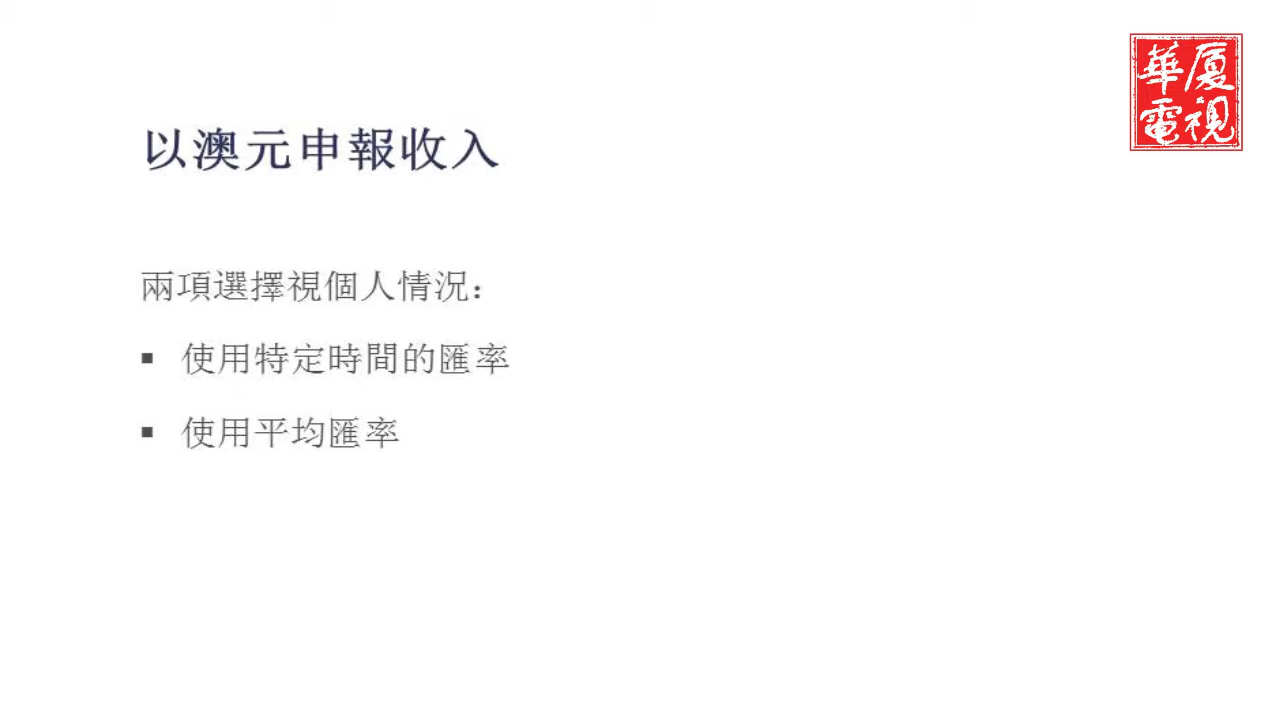 華厦
電視
以澳元申報收入
兩項選擇視個人情況：
▪ 使用特定時間的匯率
▪ 使用平均匯率